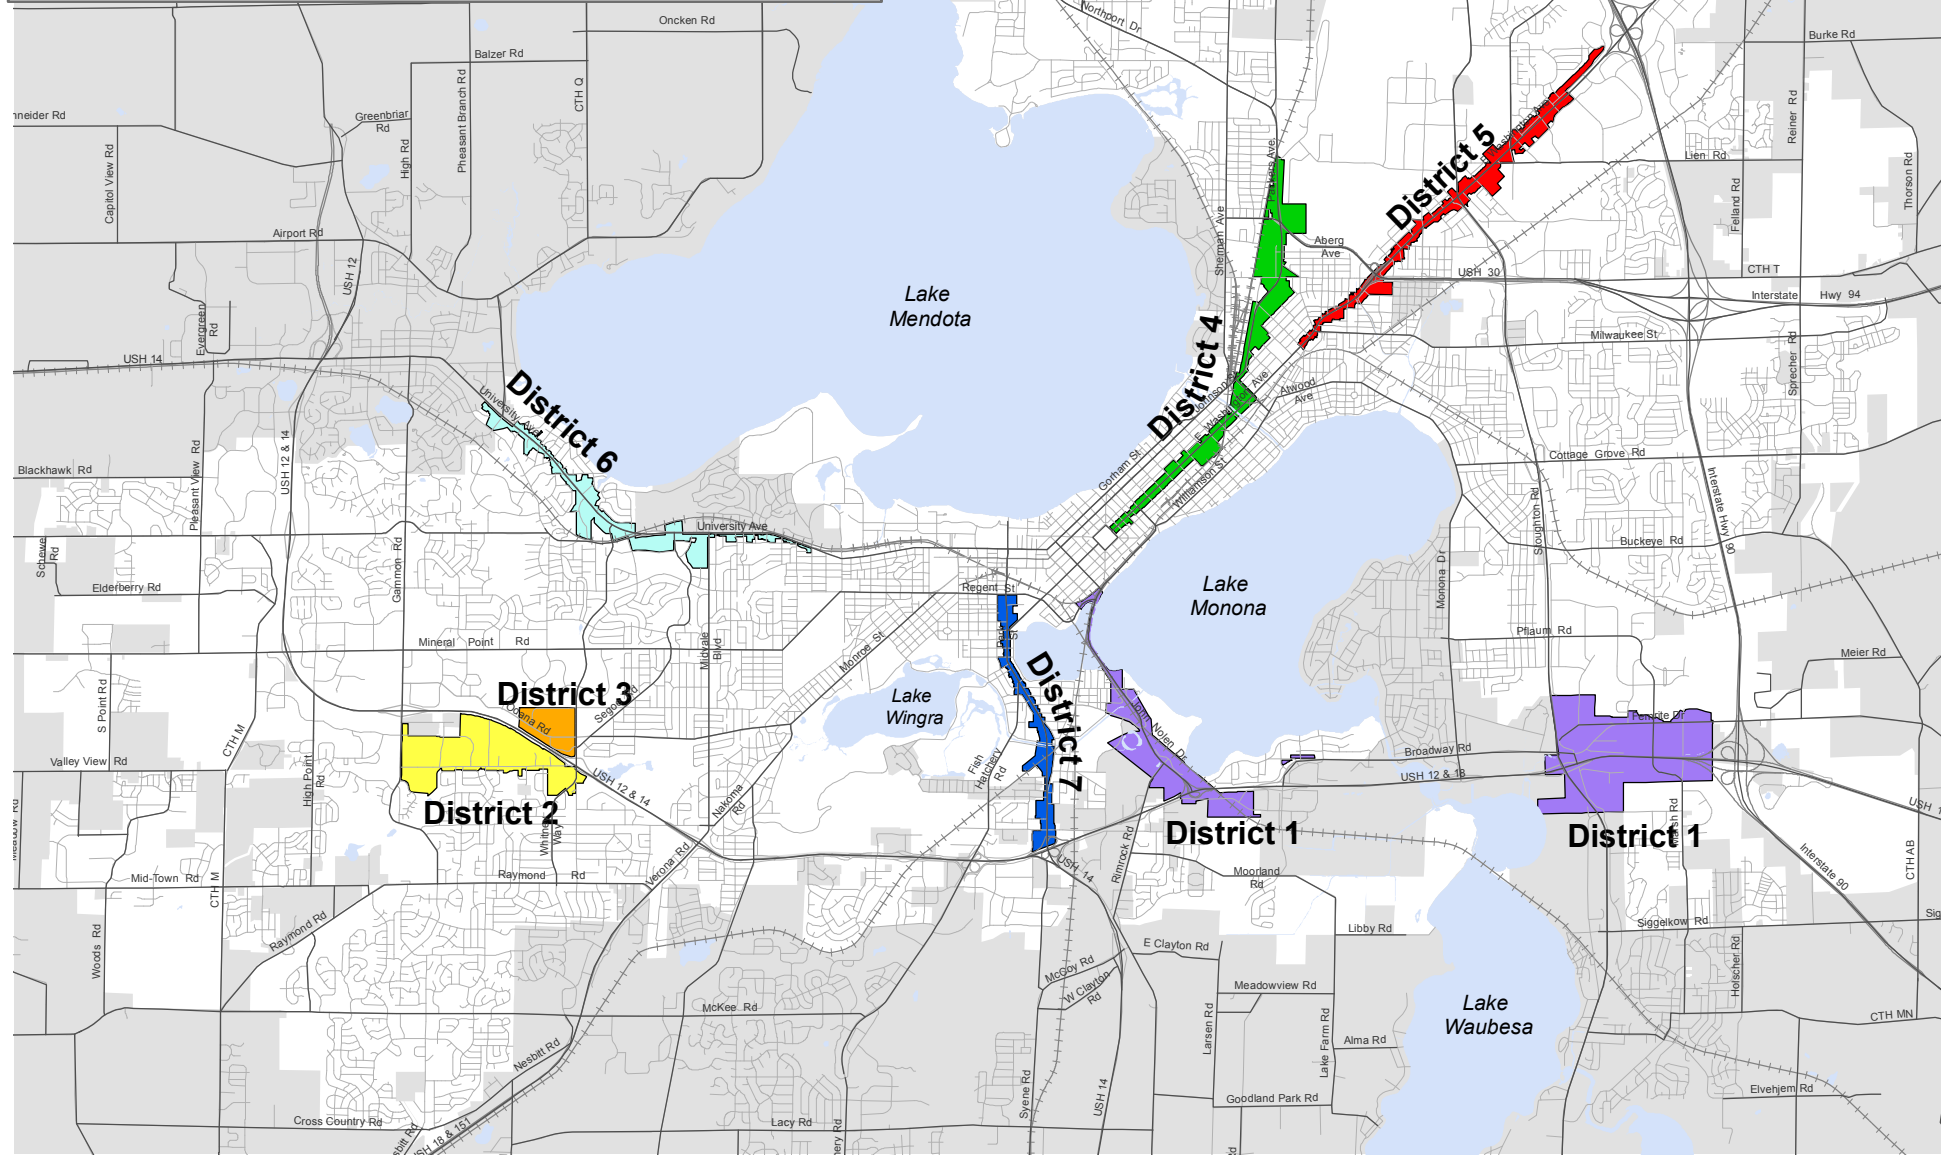 Oncken Rd
Northport Dr
Burke Rd
Balzer Rd
CTH Q
Pheasant Branch Rd
Reiner Rd
Greenbriar
Rd
High Rd
Capitol View Rd
Lien Rd
Thorson Rd
Felland Rd
District 5
Packers Ave
Sherman Ave
Airport Rd
Aberg
Ave
USH 12
USH 30
CTH T
Interstate Hwy 94
Lake
Mendota
Evergreen
Rd
Milwaukee St
Sprecher Rd
USH 14
District 4
Atwood
Ave
E Washington Ave
University Ave
District 6
USH 12 & 14
Pleasant View Rd
Blackhawk Rd
Gorham St
Williamson St
Cottage Grove Rd
Interstate Hwy 90
Stoughton Rd
University Ave
Buckeye Rd
Schewe
Rd
Elderberry Rd
Gammon Rd
Regent St
Lake
Monona
Monona Dr
Mineral Point Rd
Midvale
Blvd
Monroe St
Park
St
Pflaum Rd
Meier Rd
S Point Rd
District 3
Odana Rd
Segoe Rd
Lake
Wingra
District 7
John Nolen Dr
Femrite Dr
CTH M
Valley View Rd
High Point
Rd
Fish
Hatchery
Rd
Broadway Rd
USH 12 & 18
USH 12 & 14
Nakoma
Rd
District 2
Whitney
Way
District 1
District 1
Marsh Rd
Rimrock Rd
USH 14
Verona Rd
Mid-Town Rd
CTH M
Raymond Rd
Moorland
Rd
Interstate 90
CTH AB
Raymond Rd
Woods Rd
Libby Rd
Siggelkow Rd
E Clayton Rd
McCoy Rd
W Clayton
Rd
Holscher Rd
Meadowview Rd
McKee Rd
Lake
Waubesa
CTH MN
Larsen Rd
Lake Farm Rd
Alma Rd
Nesbitt Rd
Syene Rd
USH 14
Goodland Park Rd
Elvehjem Rd
Cross Country Rd
Lacy Rd